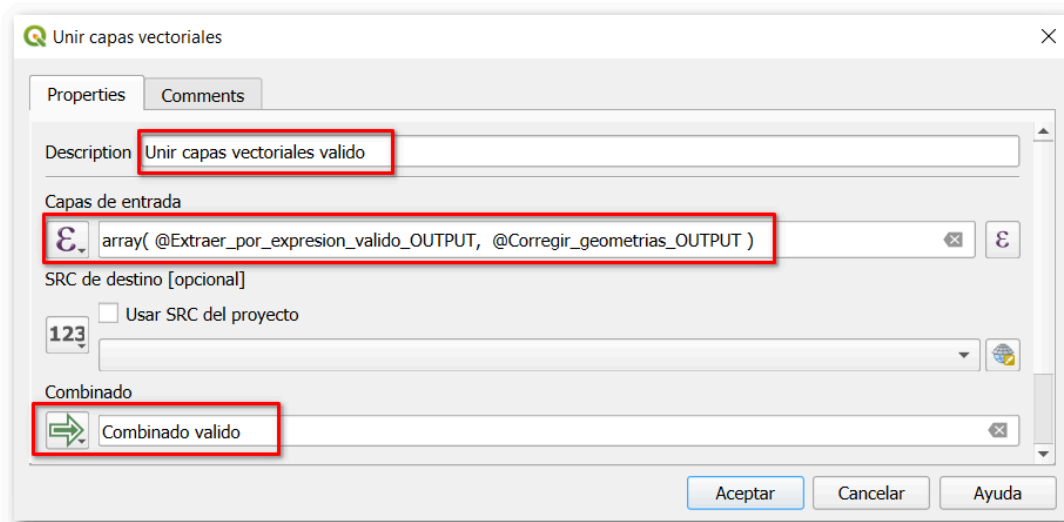 Unir capas vectoriales
Properties Comments
Description Unir capas vectoriales valido
Capas de entrada
ε array( @Extraer_por_expresion_valido_OUTPUT, @Corregir_geometrias_OUTPUT ) ε
SRC de destino [opcional]
Usar SRC del proyecto
123
Combinado
Combinado valido
Aceptar Cancelar Ayuda